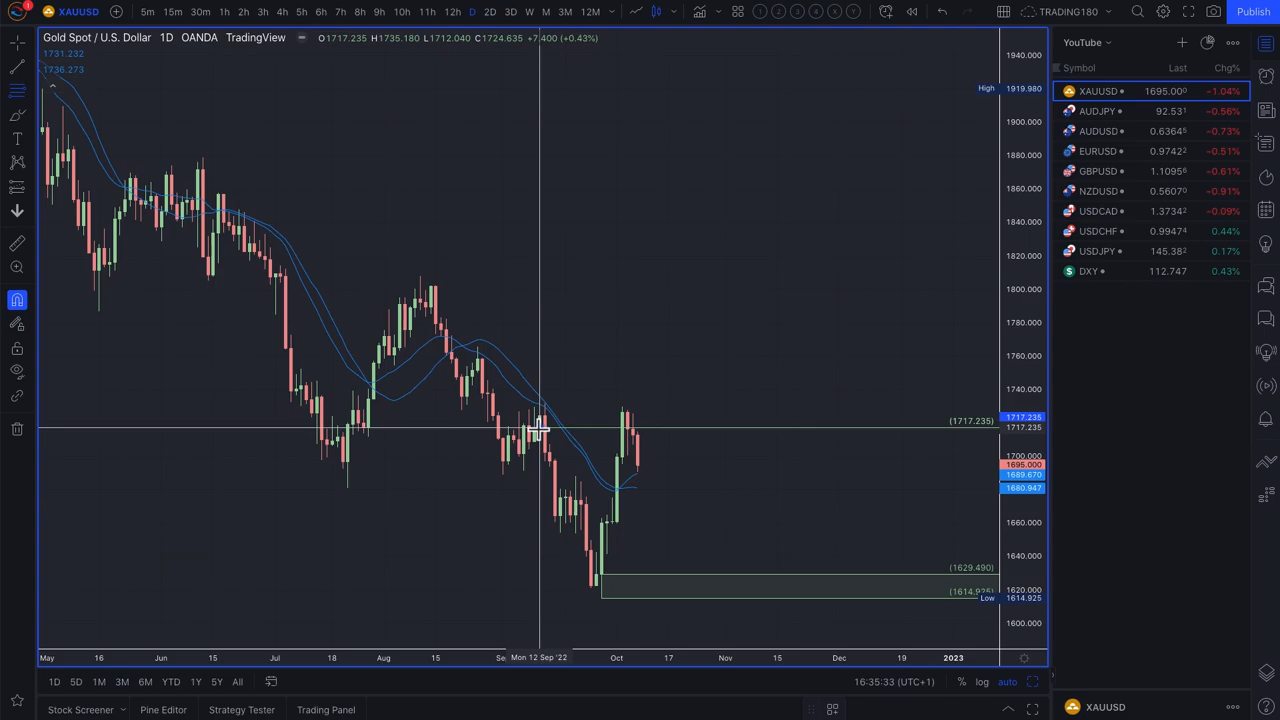 1
XAUUSD 5m 15m 30m 1h 2h 3h 4h 5h 6h 7h 8h 9h 10h 11h 12h D 2D 3D W M 3M 12M 1 2 3 4 X Y TRADING180 Publish
Gold Spot / U.S. Dollar 1D OANDA TradingView O1717.235 H1735.180 L1712.040 C1724.635 +7.400 (+0.43%)
1731.232
1736.273
1940.000
High 1919.980
1900.000
1880.000
1860.000
1840.000
1820.000
1800.000
1780.000
1760.000
1740.000
(1717.235) 1717.235
1717.235
1700.000
1695.000
1689.670
1680.947
1660.000
1640.000
(1629.490)
1620.000
(1614.925) Low 1614.925
1600.000
May 16 Jun 15 Jul 18 Aug 15 Sep Mon 12 Sep '22 Oct 17 Nov 15 Dec 19 2023
1D 5D 1M 3M 6M YTD 1Y 5Y All 16:35:33 (UTC+1) % log auto
Stock Screener Pine Editor Strategy Tester Trading Panel
YouTube
Symbol Last Chg%
XAUUSD 1695.000 −1.04%
AUDJPY 92.531 −0.56%
AUDUSD 0.63645 −0.73%
EURUSD 0.97422 −0.51%
GBPUSD 1.10956 −0.61%
NZDUSD 0.56070 −0.91%
USDCAD 1.37342 −0.09%
USDCHF 0.99474 0.44%
USDJPY 145.382 0.17%
DXY 112.747 0.43%
XAUUSD